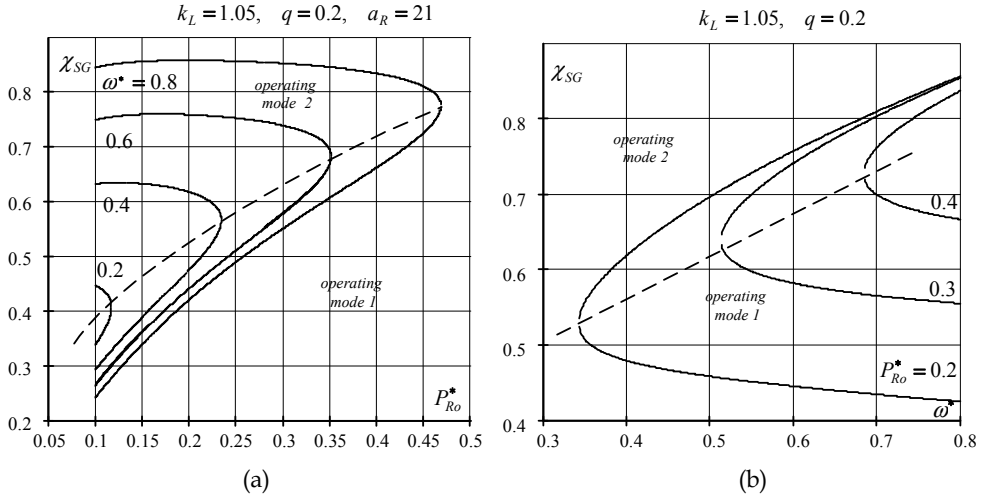 k_L = 1.05, q = 0.2, a_R = 21
χ_SG
ω* = 0.8
operating
mode 2
0.6
0.4
0.2
operating
mode 1
P*_Ro
0.8
0.7
0.6
0.5
0.4
0.3
0.2
0.05 0.1 0.15 0.2 0.25 0.3 0.35 0.4 0.45 0.5
(a)
k_L = 1.05, q = 0.2
χ_SG
operating
mode 2
0.4
0.3
operating
mode 1
P*_Ro = 0.2
ω*
0.8
0.7
0.6
0.5
0.4
0.3 0.4 0.5 0.6 0.7 0.8
(b)